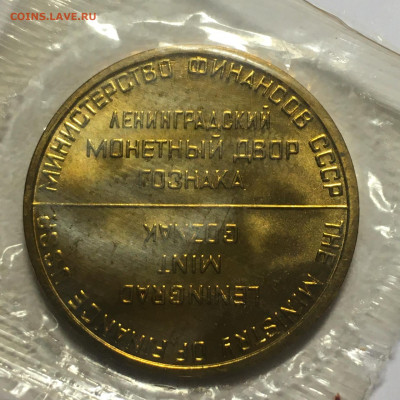 COINS.LAVE.RU
МИНИСТЕРСТВО ФИНАНСОВ СССР
ЛЕНИНГРАДСКИЙ
МОНЕТНЫЙ ДВОР
ГОЗНАКА
THE MINISTRY OF FINANCE USSR
LENINGRAD
MINT
GOZNAK